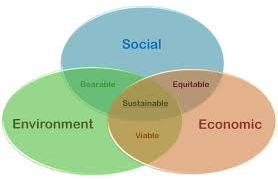 Social
Bearable
Equitable
Sustainable
Environment
Economic
Viable